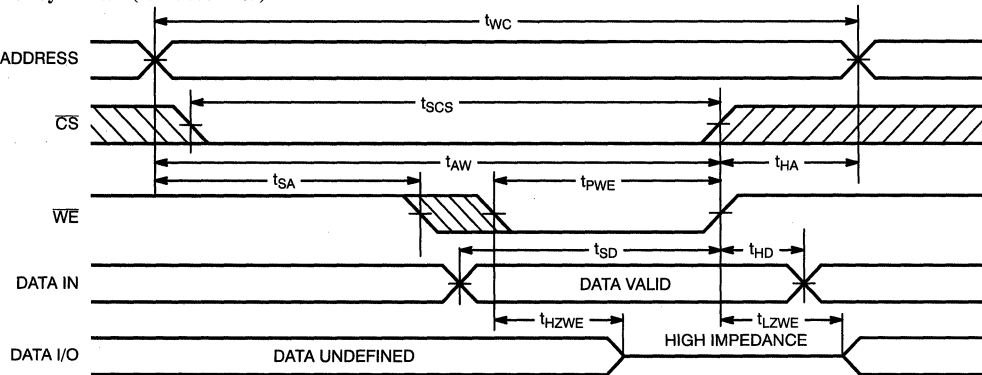 tWC
ADDRESS
tSCS
CS
tAW
tHA
tSA
tPWE
WE
tSD
tHD
DATA IN
DATA VALID
tHZWE
tLZWE
HIGH IMPEDANCE
DATA I/O
DATA UNDEFINED